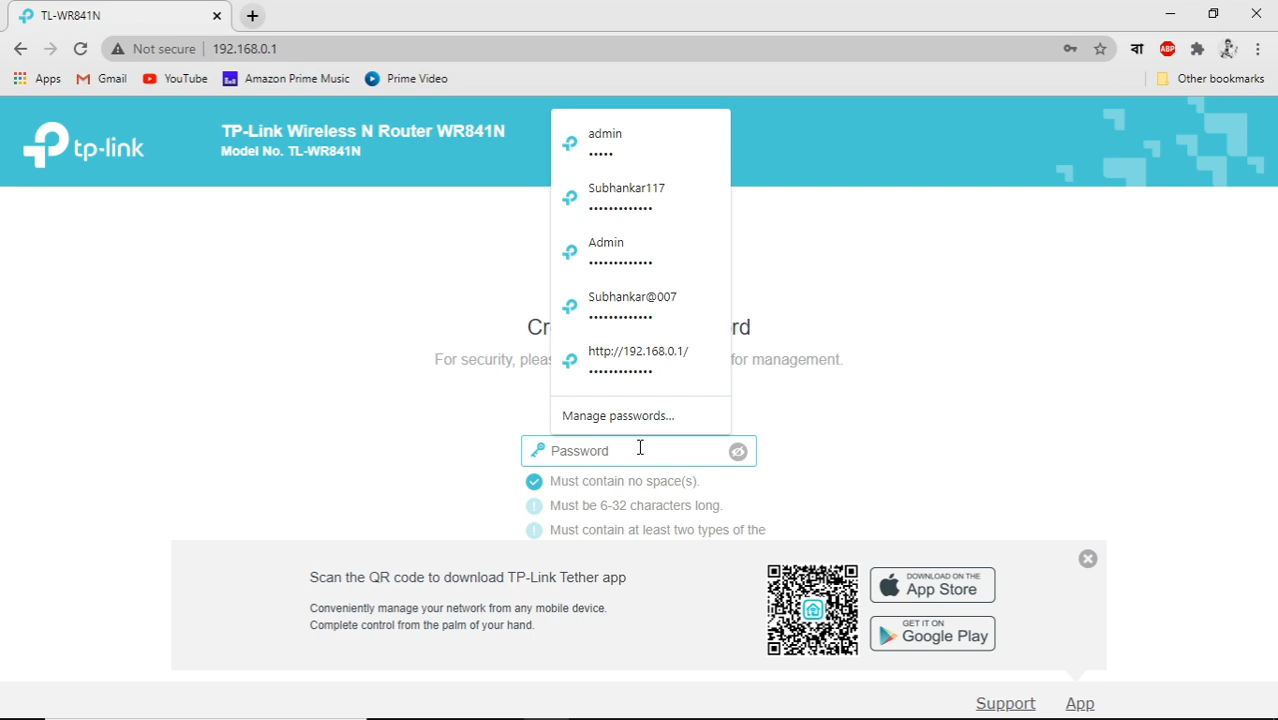 TL-WR841N
Not secure 192.168.0.1
বা ABP
Apps Gmail YouTube Amazon Prime Music Prime Video Other bookmarks
tp-link
TP-Link Wireless N Router WR841N
Model No. TL-WR841N
admin
•••••
Subhankar117
•••••••••••••
Admin
•••••••••••••
Subhankar@007
•••••••••••••
http://192.168.0.1/
•••••••••••••
Manage passwords...
Cr rd
For security, plea for management.
Password
Must contain no space(s).
Must be 6-32 characters long.
Must contain at least two types of the
Scan the QR code to download TP-Link Tether app
Conveniently manage your network from any mobile device.
Complete control from the palm of your hand.
DOWNLOAD ON THE
App Store
GET IT ON
Google Play
Support App